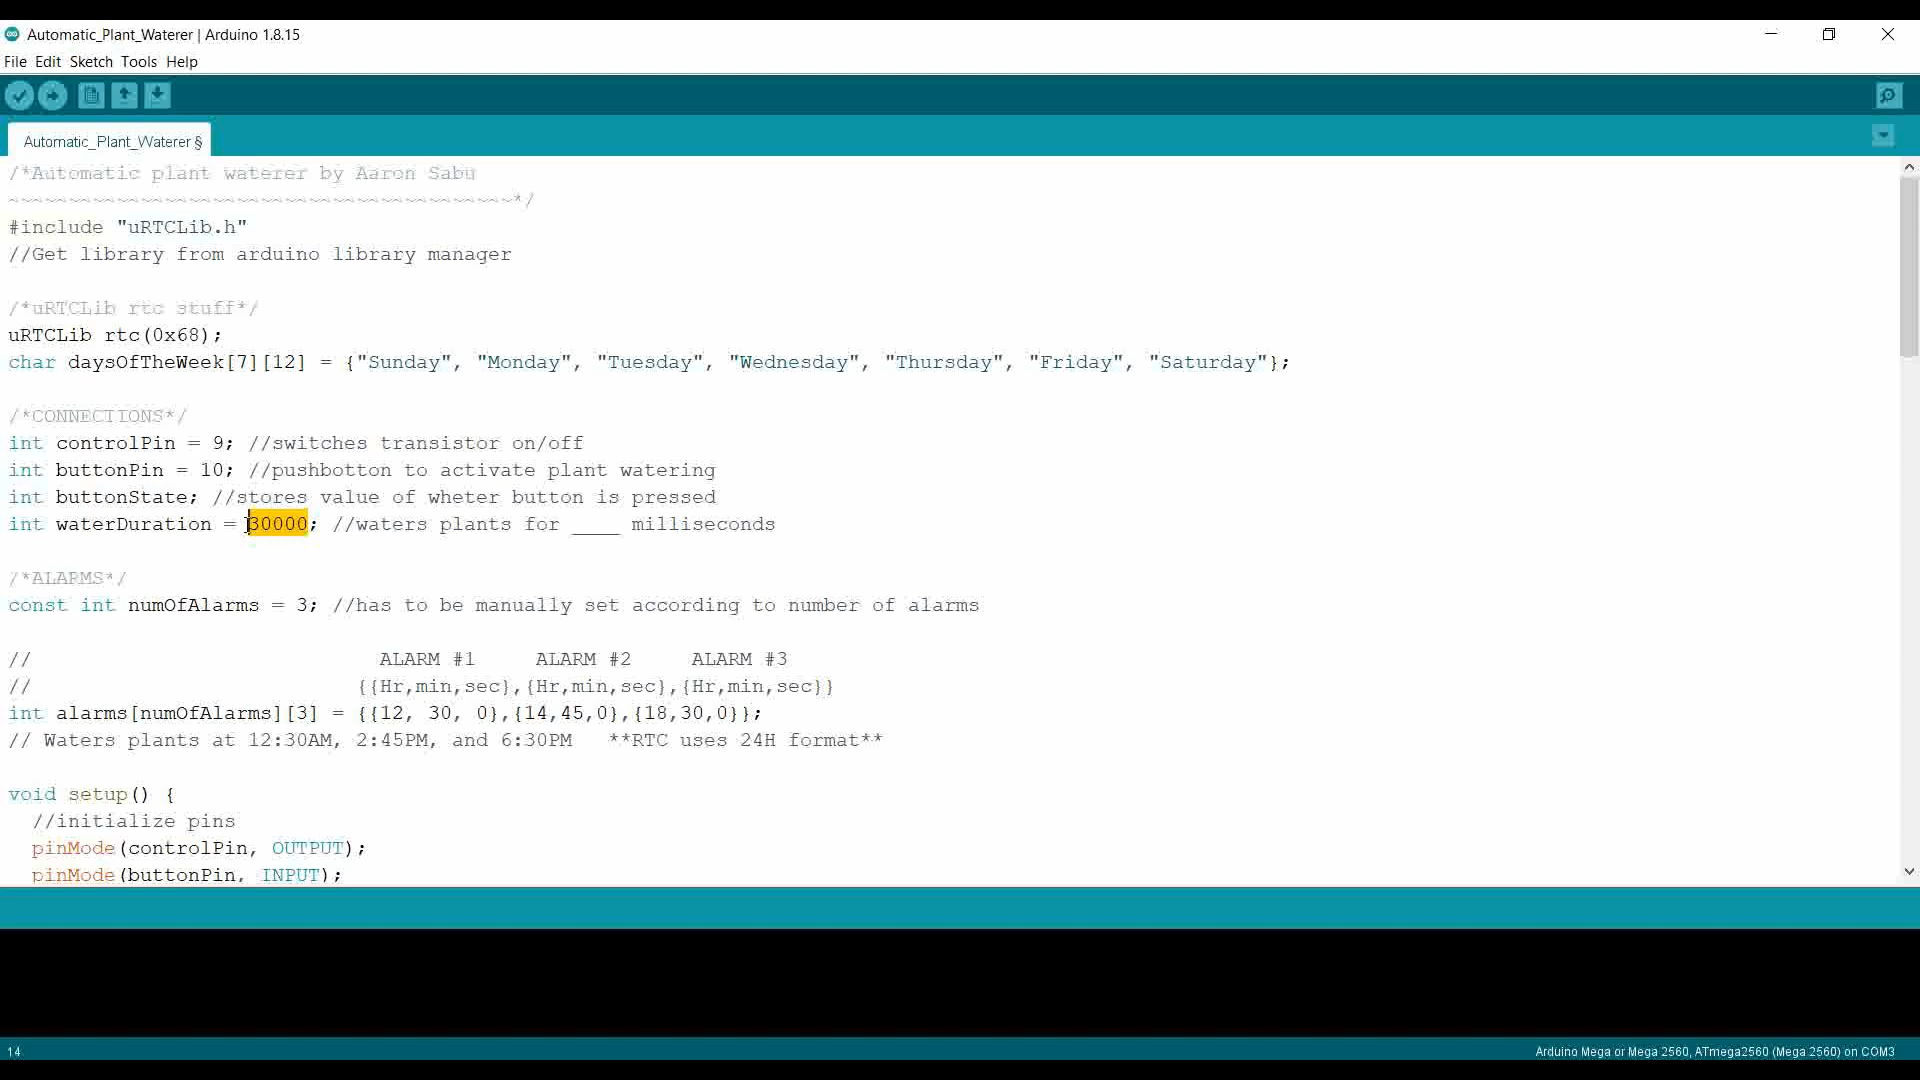 Automatic_Plant_Waterer | Arduino 1.8.15
File Edit Sketch Tools Help
Automatic_Plant_Waterer §
/*Automatic plant waterer by Aaron Sabu
~~~~~~~~~~~~~~~~~~~~~~~~~~~~~~~~~~~~~~~~~~*/
#include "uRTCLib.h"
//Get library from arduino library manager
/*uRTCLib rtc stuff*/
uRTCLib rtc(0x68);
char daysOfTheWeek[7][12] = {"Sunday", "Monday", "Tuesday", "Wednesday", "Thursday", "Friday", "Saturday"};
/*CONNECTIONS*/
int controlPin = 9; //switches transistor on/off
int buttonPin = 10; //pushbotton to activate plant watering
int buttonState; //stores value of wheter button is pressed
int waterDuration = 30000; //waters plants for ____ milliseconds
/*ALARMS*/
const int numOfAlarms = 3; //has to be manually set according to number of alarms
// ALARM #1 ALARM #2 ALARM #3
// {{Hr,min,sec},{Hr,min,sec},{Hr,min,sec}}
int alarms[numOfAlarms][3] = {{12, 30, 0},{14,45,0},{18,30,0}};
// Waters plants at 12:30AM, 2:45PM, and 6:30PM **RTC uses 24H format**
void setup() {
//initialize pins
pinMode(controlPin, OUTPUT);
pinMode(buttonPin, INPUT);
14
Arduino Mega or Mega 2560, ATmega2560 (Mega 2560) on COM3